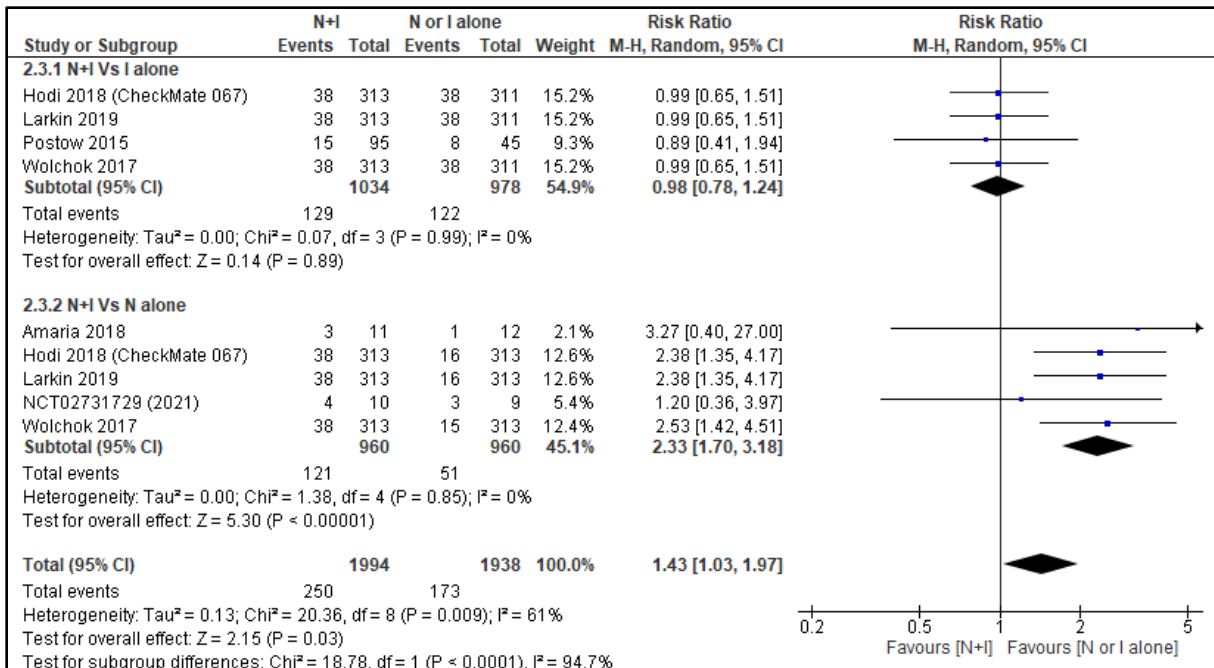 N+I N or I alone Risk Ratio Risk Ratio
Study or Subgroup Events Total Events Total Weight M-H, Random, 95% CI M-H, Random, 95% CI
2.3.1 N+I Vs I alone
Hodi 2018 (CheckMate 067) 38 313 38 311 15.2% 0.99 [0.65, 1.51]
Larkin 2019 38 313 38 311 15.2% 0.99 [0.65, 1.51]
Postow 2015 15 95 8 45 9.3% 0.89 [0.41, 1.94]
Wolchok 2017 38 313 38 311 15.2% 0.99 [0.65, 1.51]
Subtotal (95% CI) 1034 978 54.9% 0.98 [0.78, 1.24]
Total events 129 122
Heterogeneity: Tau² = 0.00; Chi² = 0.07, df = 3 (P = 0.99); I² = 0%
Test for overall effect: Z = 0.14 (P = 0.89)
2.3.2 N+I Vs N alone
Amaria 2018 3 11 1 12 2.1% 3.27 [0.40, 27.00]
Hodi 2018 (CheckMate 067) 38 313 16 313 12.6% 2.38 [1.35, 4.17]
Larkin 2019 38 313 16 313 12.6% 2.38 [1.35, 4.17]
NCT02731729 (2021) 4 10 3 9 5.4% 1.20 [0.36, 3.97]
Wolchok 2017 38 313 15 313 12.4% 2.53 [1.42, 4.51]
Subtotal (95% CI) 960 960 45.1% 2.33 [1.70, 3.18]
Total events 121 51
Heterogeneity: Tau² = 0.00; Chi² = 1.38, df = 4 (P = 0.85); I² = 0%
Test for overall effect: Z = 5.30 (P < 0.00001)
Total (95% CI) 1994 1938 100.0% 1.43 [1.03, 1.97]
Total events 250 173
Heterogeneity: Tau² = 0.13; Chi² = 20.36, df = 8 (P = 0.009); I² = 61%
Test for overall effect: Z = 2.15 (P = 0.03)
Test for subgroup differences: Chi² = 18.78, df = 1 (P < 0.0001), I² = 94.7%
0.2 0.5 1 2 5
Favours [N+I] Favours [N or I alone]